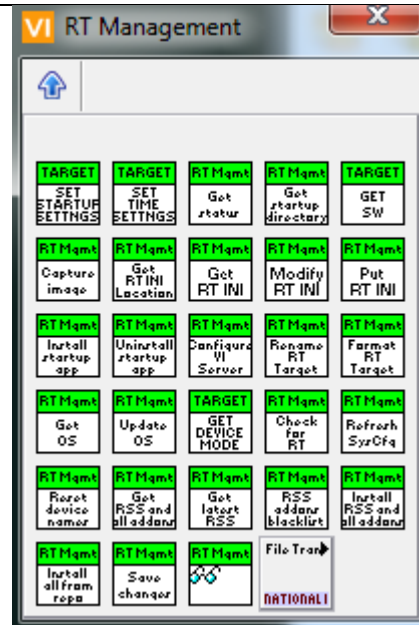 VI RT Management
TARGET TARGET RT Mgmt RT Mgmt TARGET
SET STARTUP SETTNGS
SET TIME SETTNGS
Get status
Get startup directory
GET SW
RT Mgmt RT Mgmt RT Mgmt RT Mgmt RT Mgmt
Capture image
Get RT INI Location
Get RT INI
Modify RT INI
Put RT INI
RT Mgmt RT Mgmt RT Mgmt RT Mgmt RT Mgmt
Install startup app
Uninstall startup app
Configure VI Server
Rename RT Target
Format RT Target
RT Mgmt RT Mgmt TARGET RT Mgmt RT Mgmt
Get OS
Update OS
GET DEVICE MODE
Check for RT
Refresh SysCfg
RT Mgmt RT Mgmt RT Mgmt RT Mgmt RT Mgmt
Reset device names
Get RSS and all addons
Get latest RSS
RSS addons blacklist
Install RSS and all addons
RT Mgmt RT Mgmt RT Mgmt File Tran
Install all from repo
Save changes
NATIONAL I